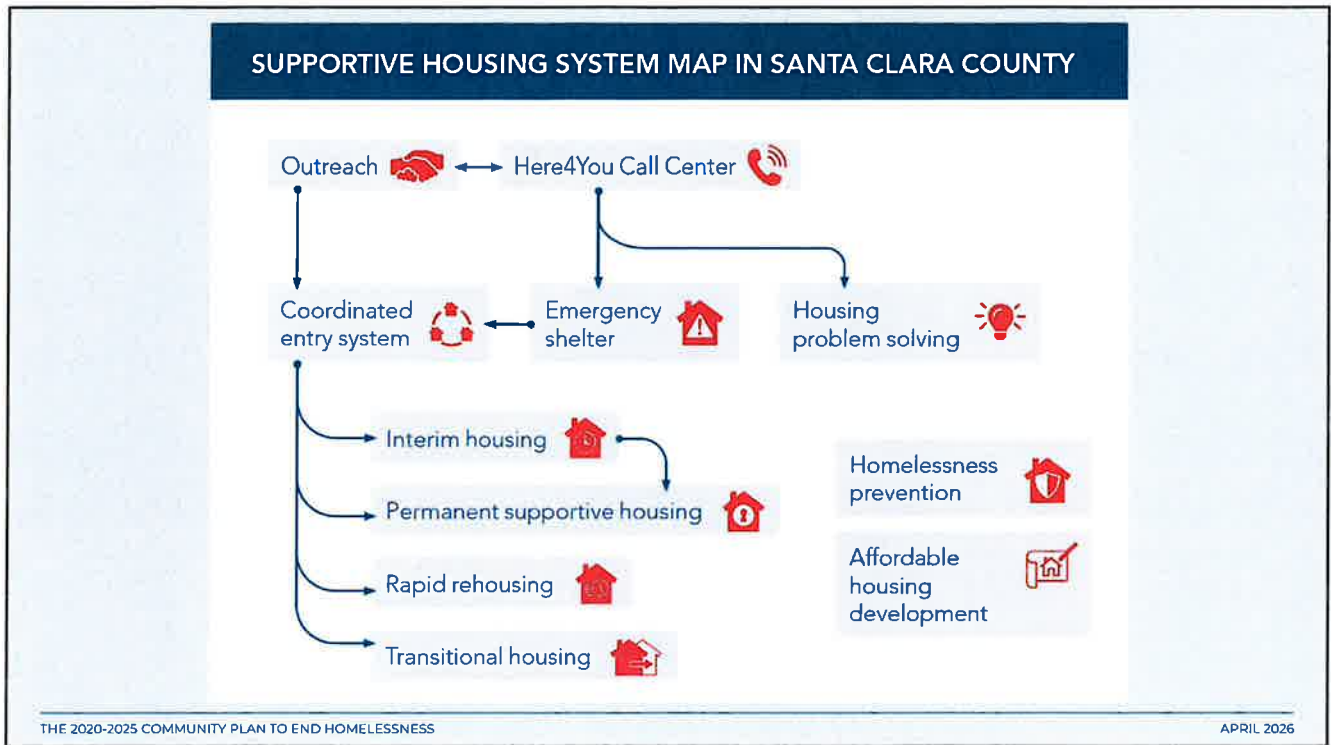 SUPPORTIVE HOUSING SYSTEM MAP IN SANTA CLARA COUNTY
Outreach
Here4You Call Center
Coordinated
entry system
Emergency
shelter
Housing
problem solving
Interim housing
Permanent supportive housing
Rapid rehousing
Transitional housing
Homelessness
prevention
Affordable
housing
development
THE 2020-2025 COMMUNITY PLAN TO END HOMELESSNESS
APRIL 2026